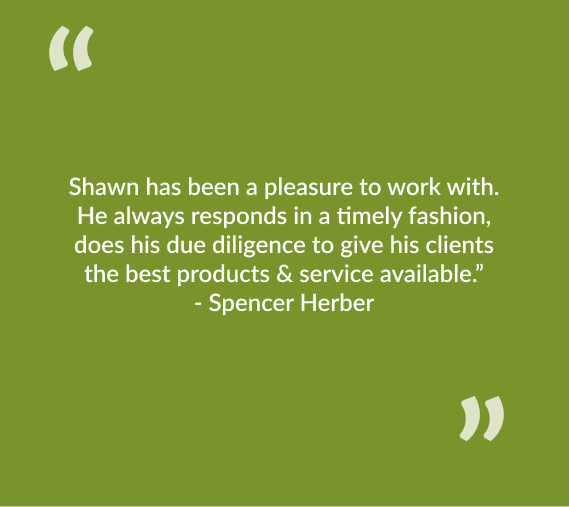 “
Shawn has been a pleasure to work with.
He always responds in a timely fashion,
does his due diligence to give his clients
the best products & service available.”
- Spencer Herber
”